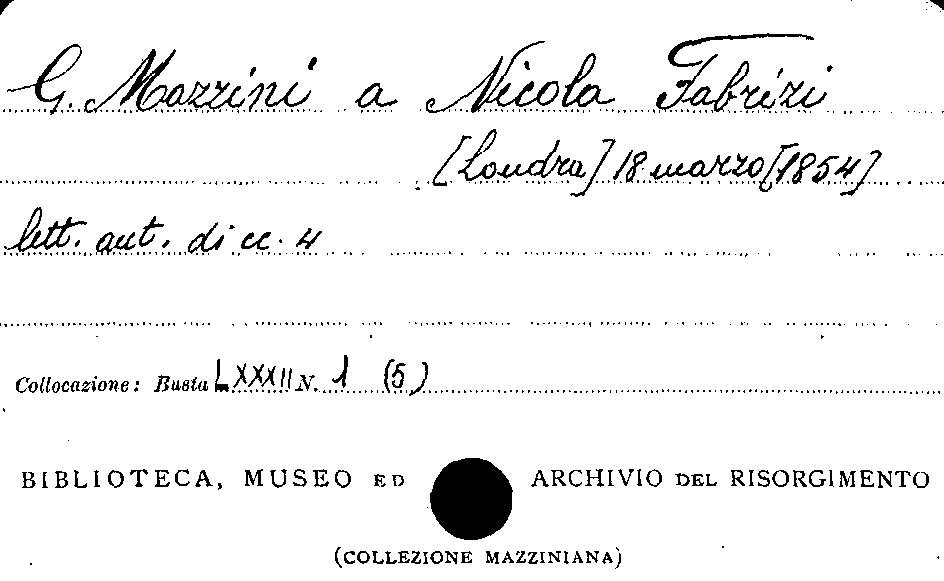 G. Mazzini a Nicola Fabrizi
[Londra] 18 marzo [1854]
lett. aut. di cc. 4
Collocazione: Busta LXXXII N. 1 (5)
BIBLIOTECA, MUSEO ED ARCHIVIO DEL RISORGIMENTO
(COLLEZIONE MAZZINIANA)